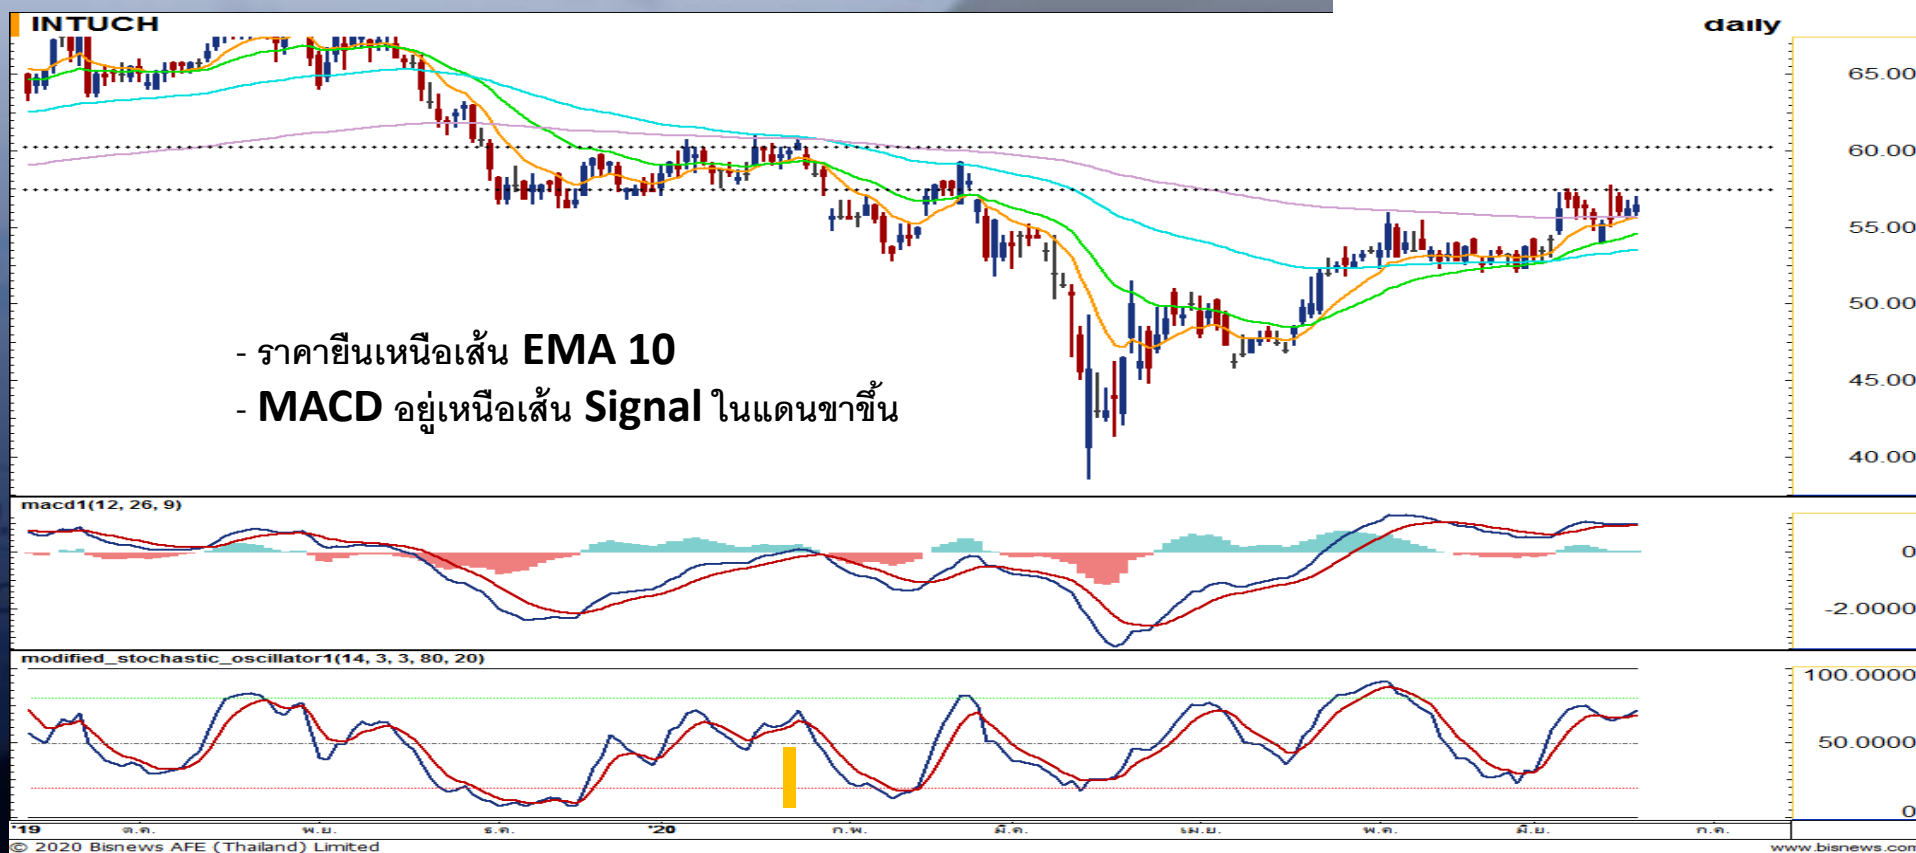 INTUCH
daily
65.00
60.00
55.00
50.00
45.00
40.00
- ราคายืนเหนือเส้น EMA 10
- MACD อยู่เหนือเส้น Signal ในแดนขาขึ้น
macd1(12, 26, 9)
0
-2.0000
modified_stochastic_oscillator1(14, 3, 3, 80, 20)
100.0000
50.0000
0
'19 ต.ค. พ.ย. ธ.ค. '20 ก.พ. มี.ค. เม.ย. พ.ค. มิ.ย. ก.ค.
© 2020 Bisnews AFE (Thailand) Limited
www.bisnews.com